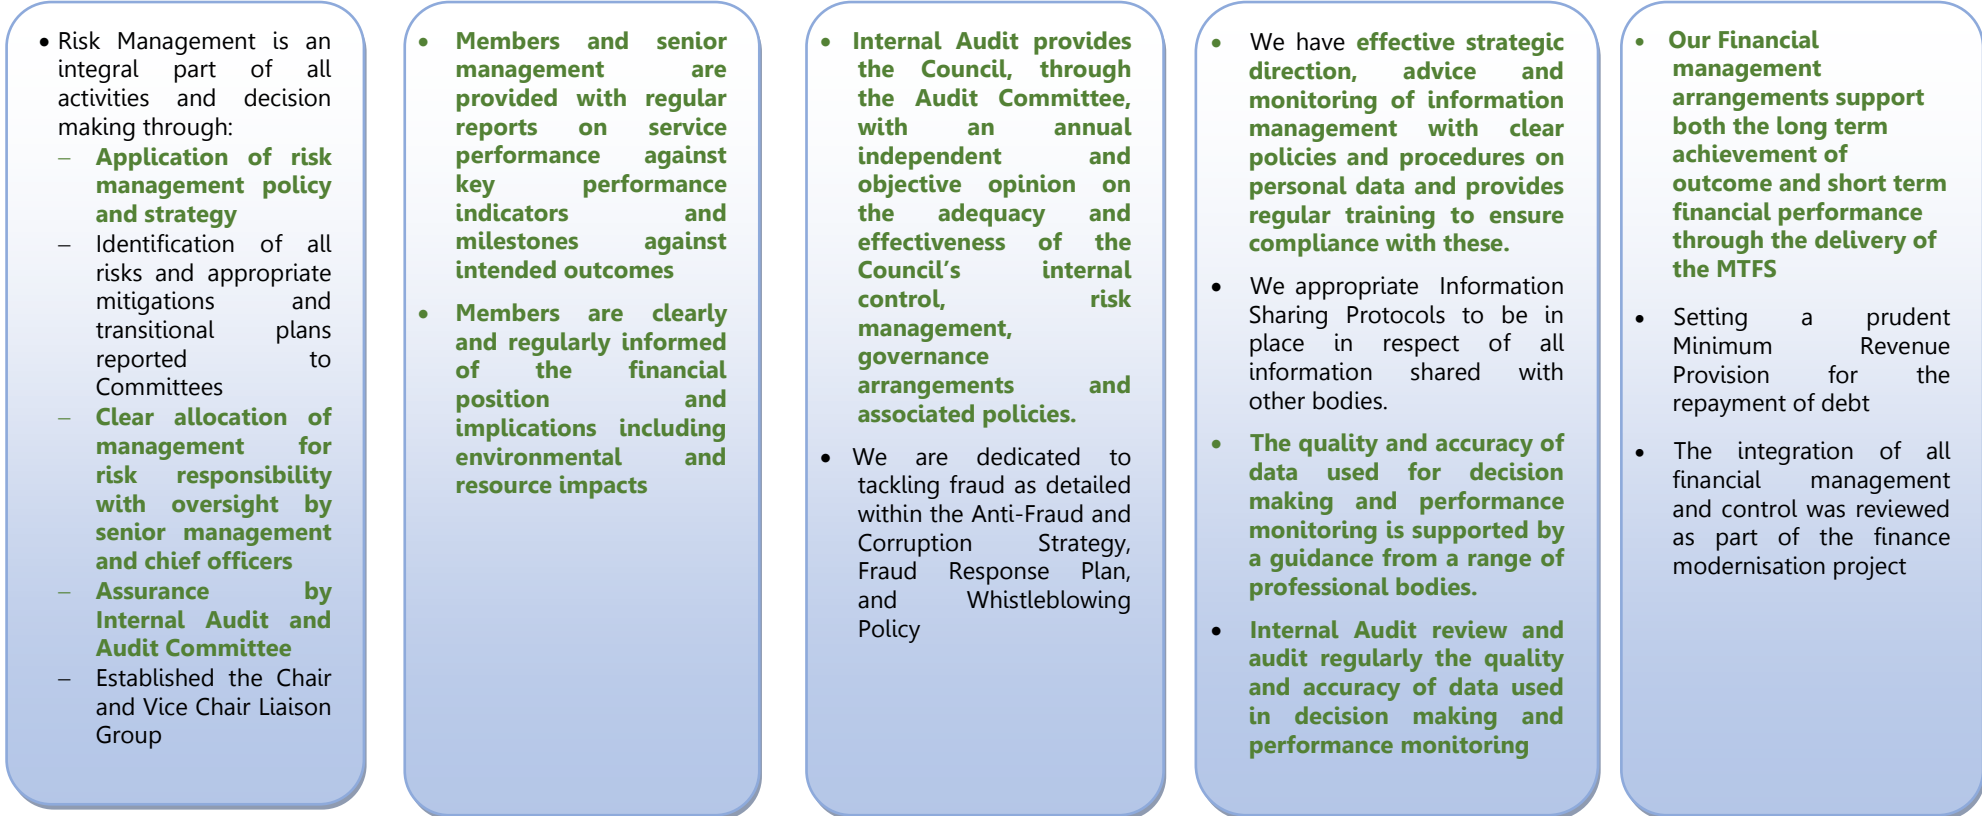 • Risk Management is an
integral part of all
activities and decision
making through:
– Application of risk
management policy
and strategy
– Identification of all
risks and appropriate
mitigations and
transitional plans
reported to
Committees
– Clear allocation of
management for
risk responsibility
with oversight by
senior management
and chief officers
– Assurance by
Internal Audit and
Audit Committee
– Established the Chair
and Vice Chair Liaison
Group
• Members and senior
management are
provided with regular
reports on service
performance against
key performance
indicators and
milestones against
intended outcomes
• Members are clearly
and regularly informed
of the financial
position and
implications including
environmental and
resource impacts
• Internal Audit provides
the Council, through
the Audit Committee,
with an annual
independent and
objective opinion on
the adequacy and
effectiveness of the
Council’s internal
control, risk
management,
governance
arrangements and
associated policies.
• We are dedicated to
tackling fraud as detailed
within the Anti-Fraud and
Corruption Strategy,
Fraud Response Plan,
and Whistleblowing
Policy
• We have effective strategic
direction, advice and
monitoring of information
management with clear
policies and procedures on
personal data and provides
regular training to ensure
compliance with these.
• We appropriate Information
Sharing Protocols to be in
place in respect of all
information shared with
other bodies.
• The quality and accuracy of
data used for decision
making and performance
monitoring is supported by
a guidance from a range of
professional bodies.
• Internal Audit review and
audit regularly the quality
and accuracy of data used
in decision making and
performance monitoring
• Our Financial
management
arrangements support
both the long term
achievement of
outcome and short term
financial performance
through the delivery of
the MTFS
• Setting a prudent
Minimum Revenue
Provision for the
repayment of debt
• The integration of all
financial management
and control was reviewed
as part of the finance
modernisation project